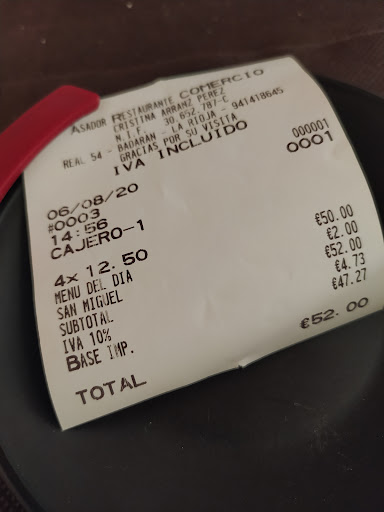 ASADOR RESTAURANTE COMERCIO
CRISTINA ARRANZ PEREZ
N.I.F. 30.652.787-C
REAL 54 - BADARAN - LA RIOJA - 941418645
GRACIAS POR SU VISITA
IVA INCLUIDO
06/08/20 000001
#0003 0001
14:56
CAJERO-1
4x 12.50
MENU DEL DIA €50.00
SAN MIGUEL €2.00
SUBTOTAL €52.00
IVA 10% €4.73
BASE IMP. €47.27
TOTAL €52.00